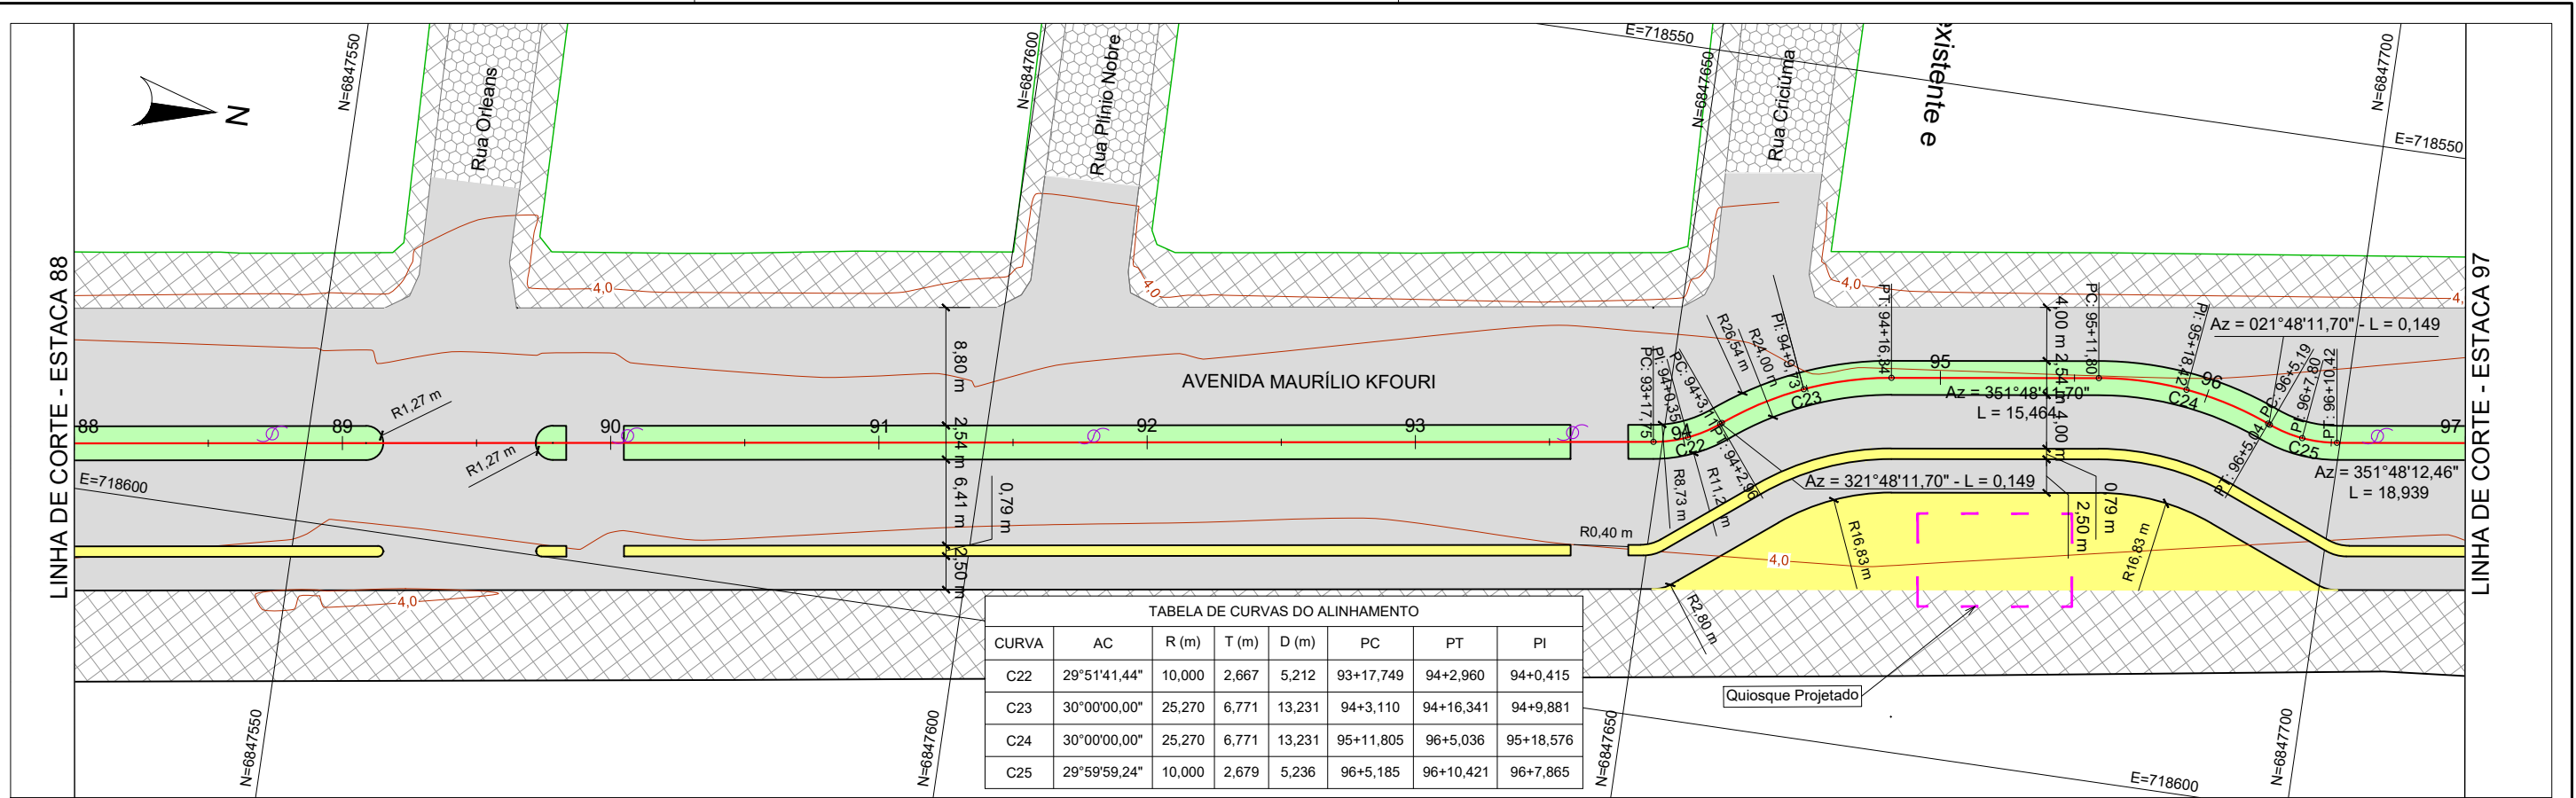 LINHA DE CORTE - ESTACA 88
N
N=6847550
Rua Orleans
N=6847600
Rua Plínio Nobre
E=718550
N=6847650
Rua Criciúma
existente e
N=6847700
E=718550
4,0
4,0
4,0
4,
88
89
90
91
92
93
94
95
96
97
R1,27 m
R1,27 m
E=718600
8,80 m
2,54 m
6,41 m
0,79 m
2,50 m
AVENIDA MAURÍLIO KFOURI
4,0
R0,40 m
PC: 93+17,75
PI: 94+0,35
PC: 94+3,11
PT: 94+2,96
C22
R8,73 m
R2,80 m
R26,54 m
R24,00 m
PI: 94+9,73
C23
PT: 94+16,34
Az = 321°48'11,70" - L = 0,149
R16,83 m
4,0
4,00 m
2,54 m
4,00 m
0,79 m
2,50 m
Az = 351°48'11,70"
L = 15,464
PC: 95+11,80
PI: 95+18,42
C24
Az = 021°48'11,70" - L = 0,149
PC: 96+5,19
PI: 96+7,80
PT: 96+10,42
PT: 96+5,04
C25
R16,83 m
Az = 351°48'12,46"
L = 18,939
LINHA DE CORTE - ESTACA 97
Quiosque Projetado
TABELA DE CURVAS DO ALINHAMENTO
CURVA AC R (m) T (m) D (m) PC PT PI
C22 29°51'41,44" 10,000 2,667 5,212 93+17,749 94+2,960 94+0,415
C23 30°00'00,00" 25,270 6,771 13,231 94+3,110 94+16,341 94+9,881
C24 30°00'00,00" 25,270 6,771 13,231 95+11,805 96+5,036 95+18,576
C25 29°59'59,24" 10,000 2,679 5,236 96+5,185 96+10,421 96+7,865
N=6847550
N=6847600
N=6847650
N=6847700
E=718600